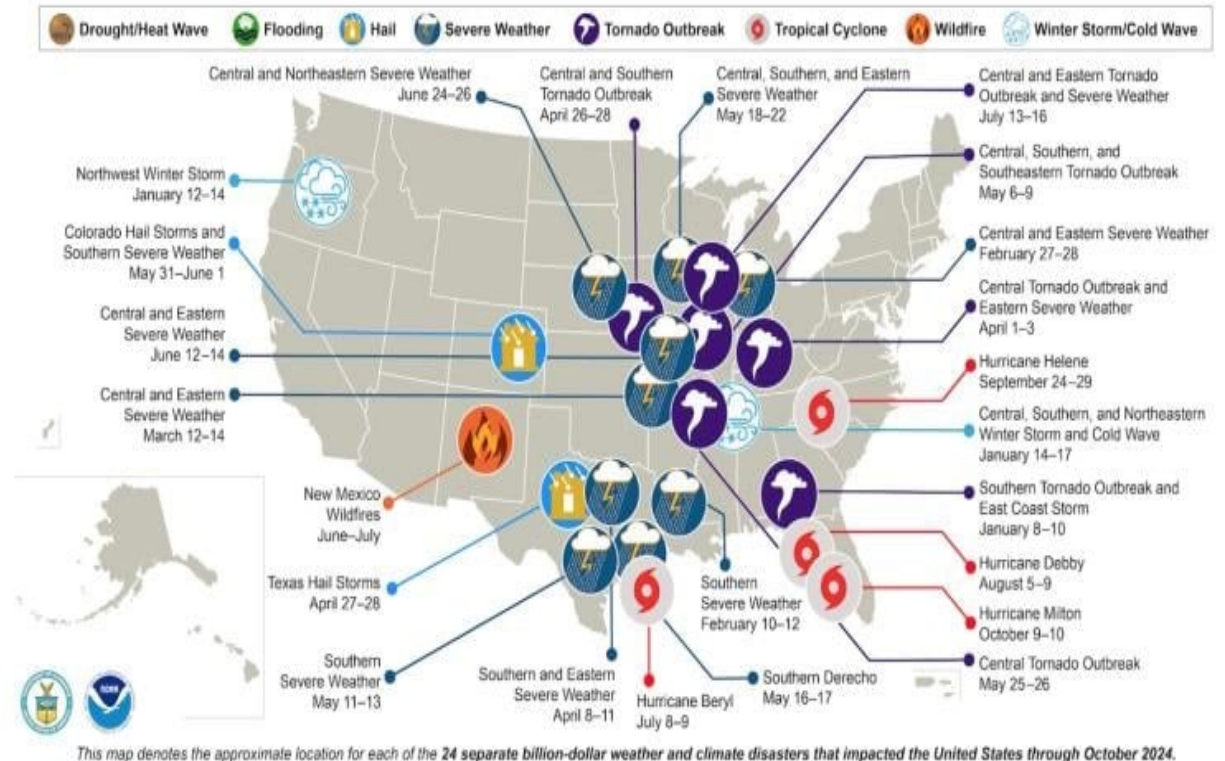 Drought/Heat Wave
Flooding
Hail
Severe Weather
Tornado Outbreak
Tropical Cyclone
Wildfire
Winter Storm/Cold Wave
Central and Northeastern Severe Weather
June 24–26
Central and Southern
Tornado Outbreak
April 26–28
Central, Southern, and Eastern
Severe Weather
May 18–22
Central and Eastern Tornado
Outbreak and Severe Weather
July 13–16
Central, Southern, and
Southeastern Tornado Outbreak
May 6–9
Northwest Winter Storm
January 12–14
Colorado Hail Storms and
Southern Severe Weather
May 31–June 1
Central and Eastern Severe Weather
February 27–28
Central and Eastern
Severe Weather
June 12–14
Central Tornado Outbreak and
Eastern Severe Weather
April 1–3
Central and Eastern
Severe Weather
March 12–14
Hurricane Helene
September 24–29
Central, Southern, and Northeastern
Winter Storm and Cold Wave
January 14–17
New Mexico
Wildfires
June–July
Southern Tornado Outbreak and
East Coast Storm
January 8–10
Texas Hail Storms
April 27–28
Hurricane Debby
August 5–9
Southern
Severe Weather
February 10–12
Hurricane Milton
October 9–10
Southern
Severe Weather
May 11–13
Southern and Eastern
Severe Weather
April 8–11
Hurricane Beryl
July 8–9
Southern Derecho
May 16–17
Central Tornado Outbreak
May 25–26
This map denotes the approximate location for each of the 24 separate billion-dollar weather and climate disasters that impacted the United States through October 2024.